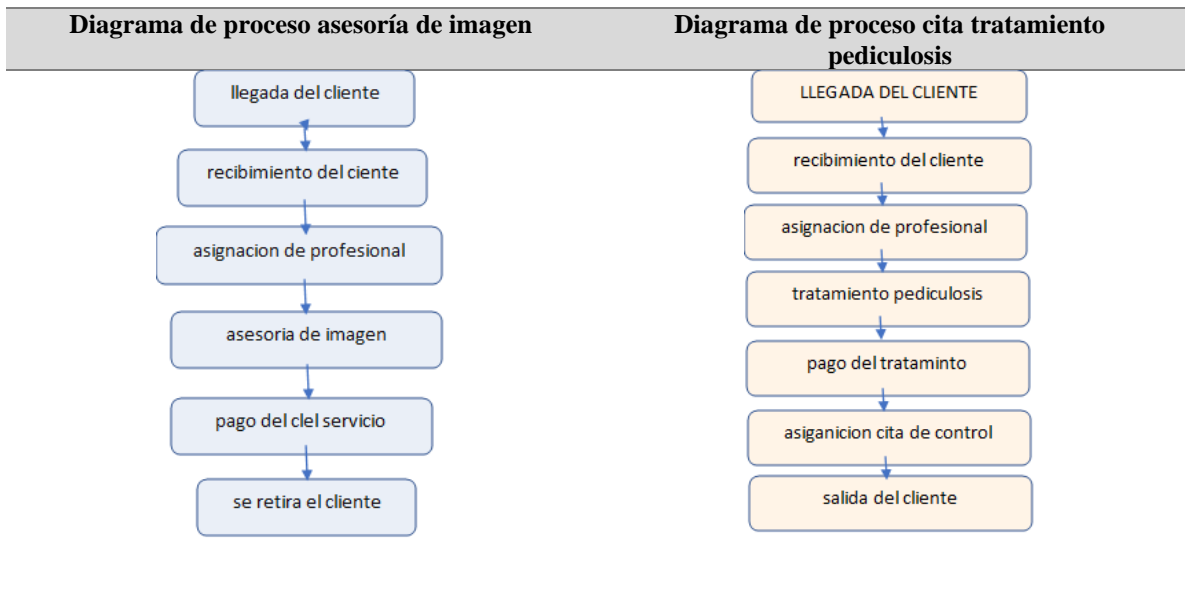 Diagrama de proceso asesoría de imagen
llegada del cliente
recibimiento del ciente
asignacion de profesional
asesoria de imagen
pago del clel servicio
se retira el cliente
Diagrama de proceso cita tratamiento
pediculosis
LLEGADA DEL CLIENTE
recibimiento del cliente
asignacion de profesional
tratamiento pediculosis
pago del trataminto
asiganicion cita de control
salida del cliente